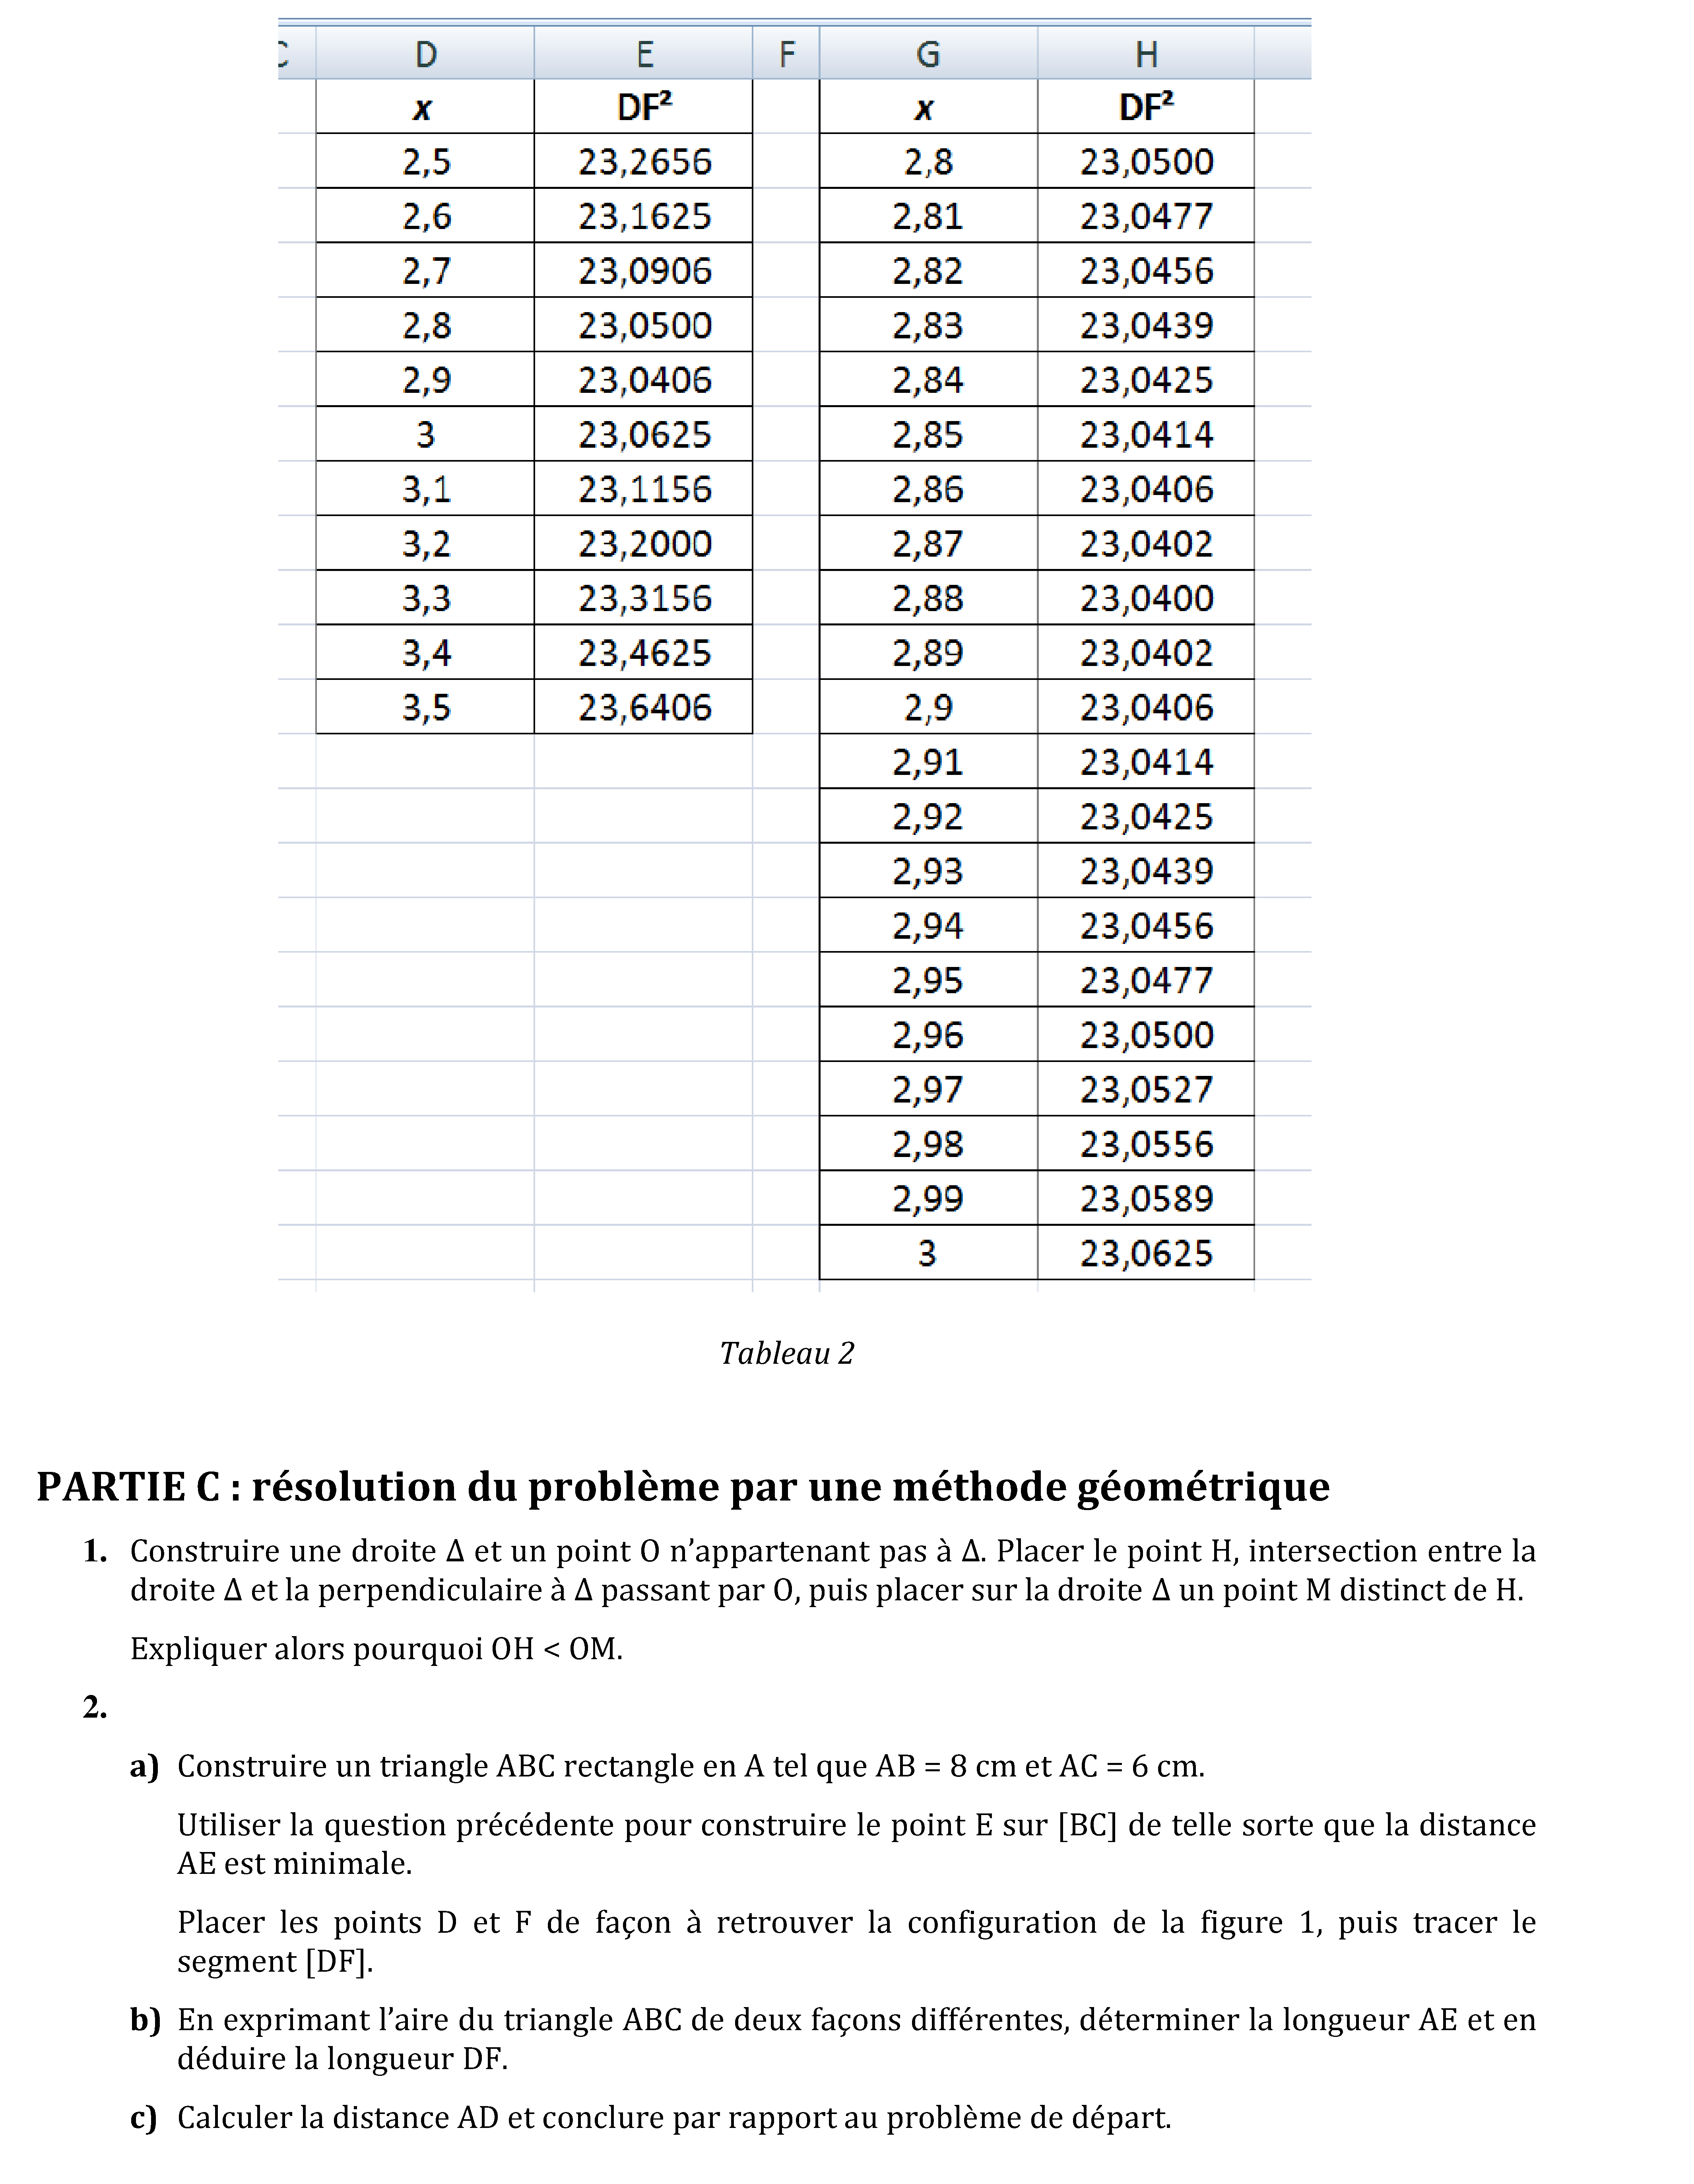 C D E F G H
x DF² x DF²
2,5 23,2656 2,8 23,0500
2,6 23,1625 2,81 23,0477
2,7 23,0906 2,82 23,0456
2,8 23,0500 2,83 23,0439
2,9 23,0406 2,84 23,0425
3 23,0625 2,85 23,0414
3,1 23,1156 2,86 23,0406
3,2 23,2000 2,87 23,0402
3,3 23,3156 2,88 23,0400
3,4 23,4625 2,89 23,0402
3,5 23,6406 2,9 23,0406
2,91 23,0414
2,92 23,0425
2,93 23,0439
2,94 23,0456
2,95 23,0477
2,96 23,0500
2,97 23,0527
2,98 23,0556
2,99 23,0589
3 23,0625
Tableau 2
PARTIE C : résolution du problème par une méthode géométrique
1. Construire une droite Δ et un point O n’appartenant pas à Δ. Placer le point H, intersection entre la
droite Δ et la perpendiculaire à Δ passant par O, puis placer sur la droite Δ un point M distinct de H.
Expliquer alors pourquoi OH < OM.
2.
a) Construire un triangle ABC rectangle en A tel que AB = 8 cm et AC = 6 cm.
Utiliser la question précédente pour construire le point E sur [BC] de telle sorte que la distance
AE est minimale.
Placer les points D et F de façon à retrouver la configuration de la figure 1, puis tracer le
segment [DF].
b) En exprimant l’aire du triangle ABC de deux façons différentes, déterminer la longueur AE et en
déduire la longueur DF.
c) Calculer la distance AD et conclure par rapport au problème de départ.